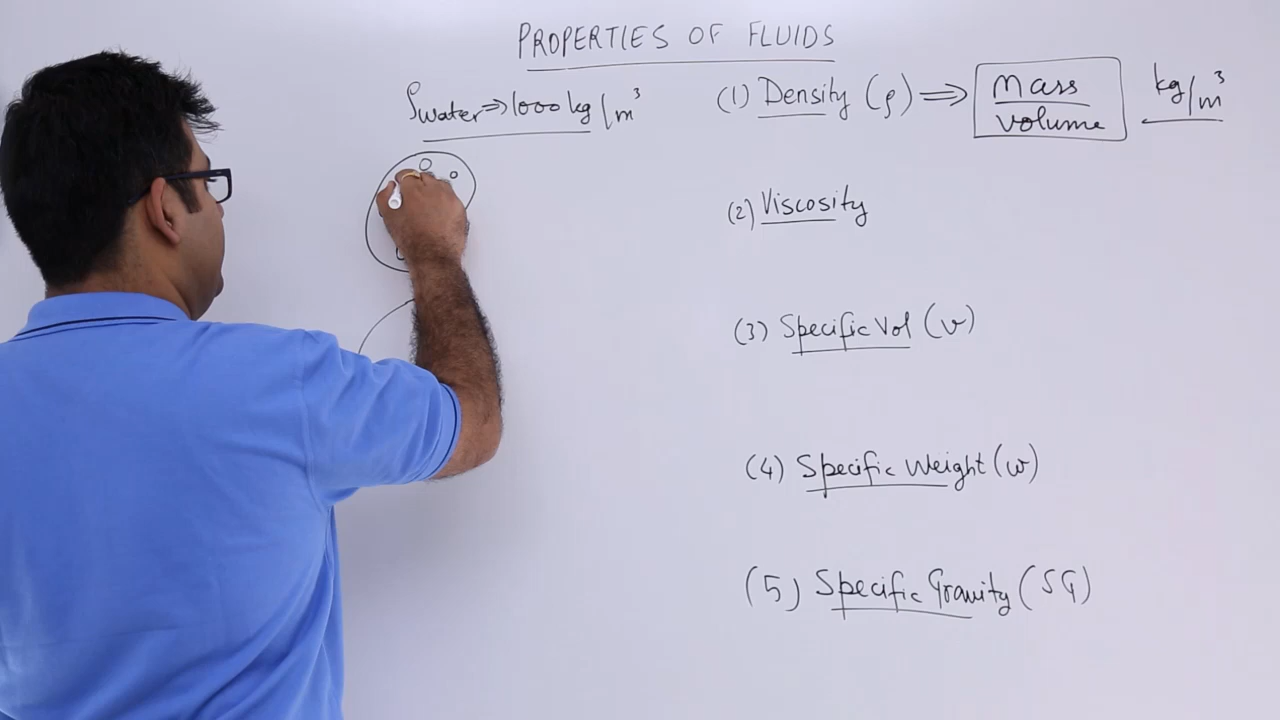 PROPERTIES OF FLUIDS
ρwater ⇒ 1000 kg/m³
(1) Density (ρ) ⇒ Mass/Volume kg/m³
(2) Viscosity
(3) Specific Vol (v)
(4) Specific Weight (w)
(5) Specific Gravity (SG)